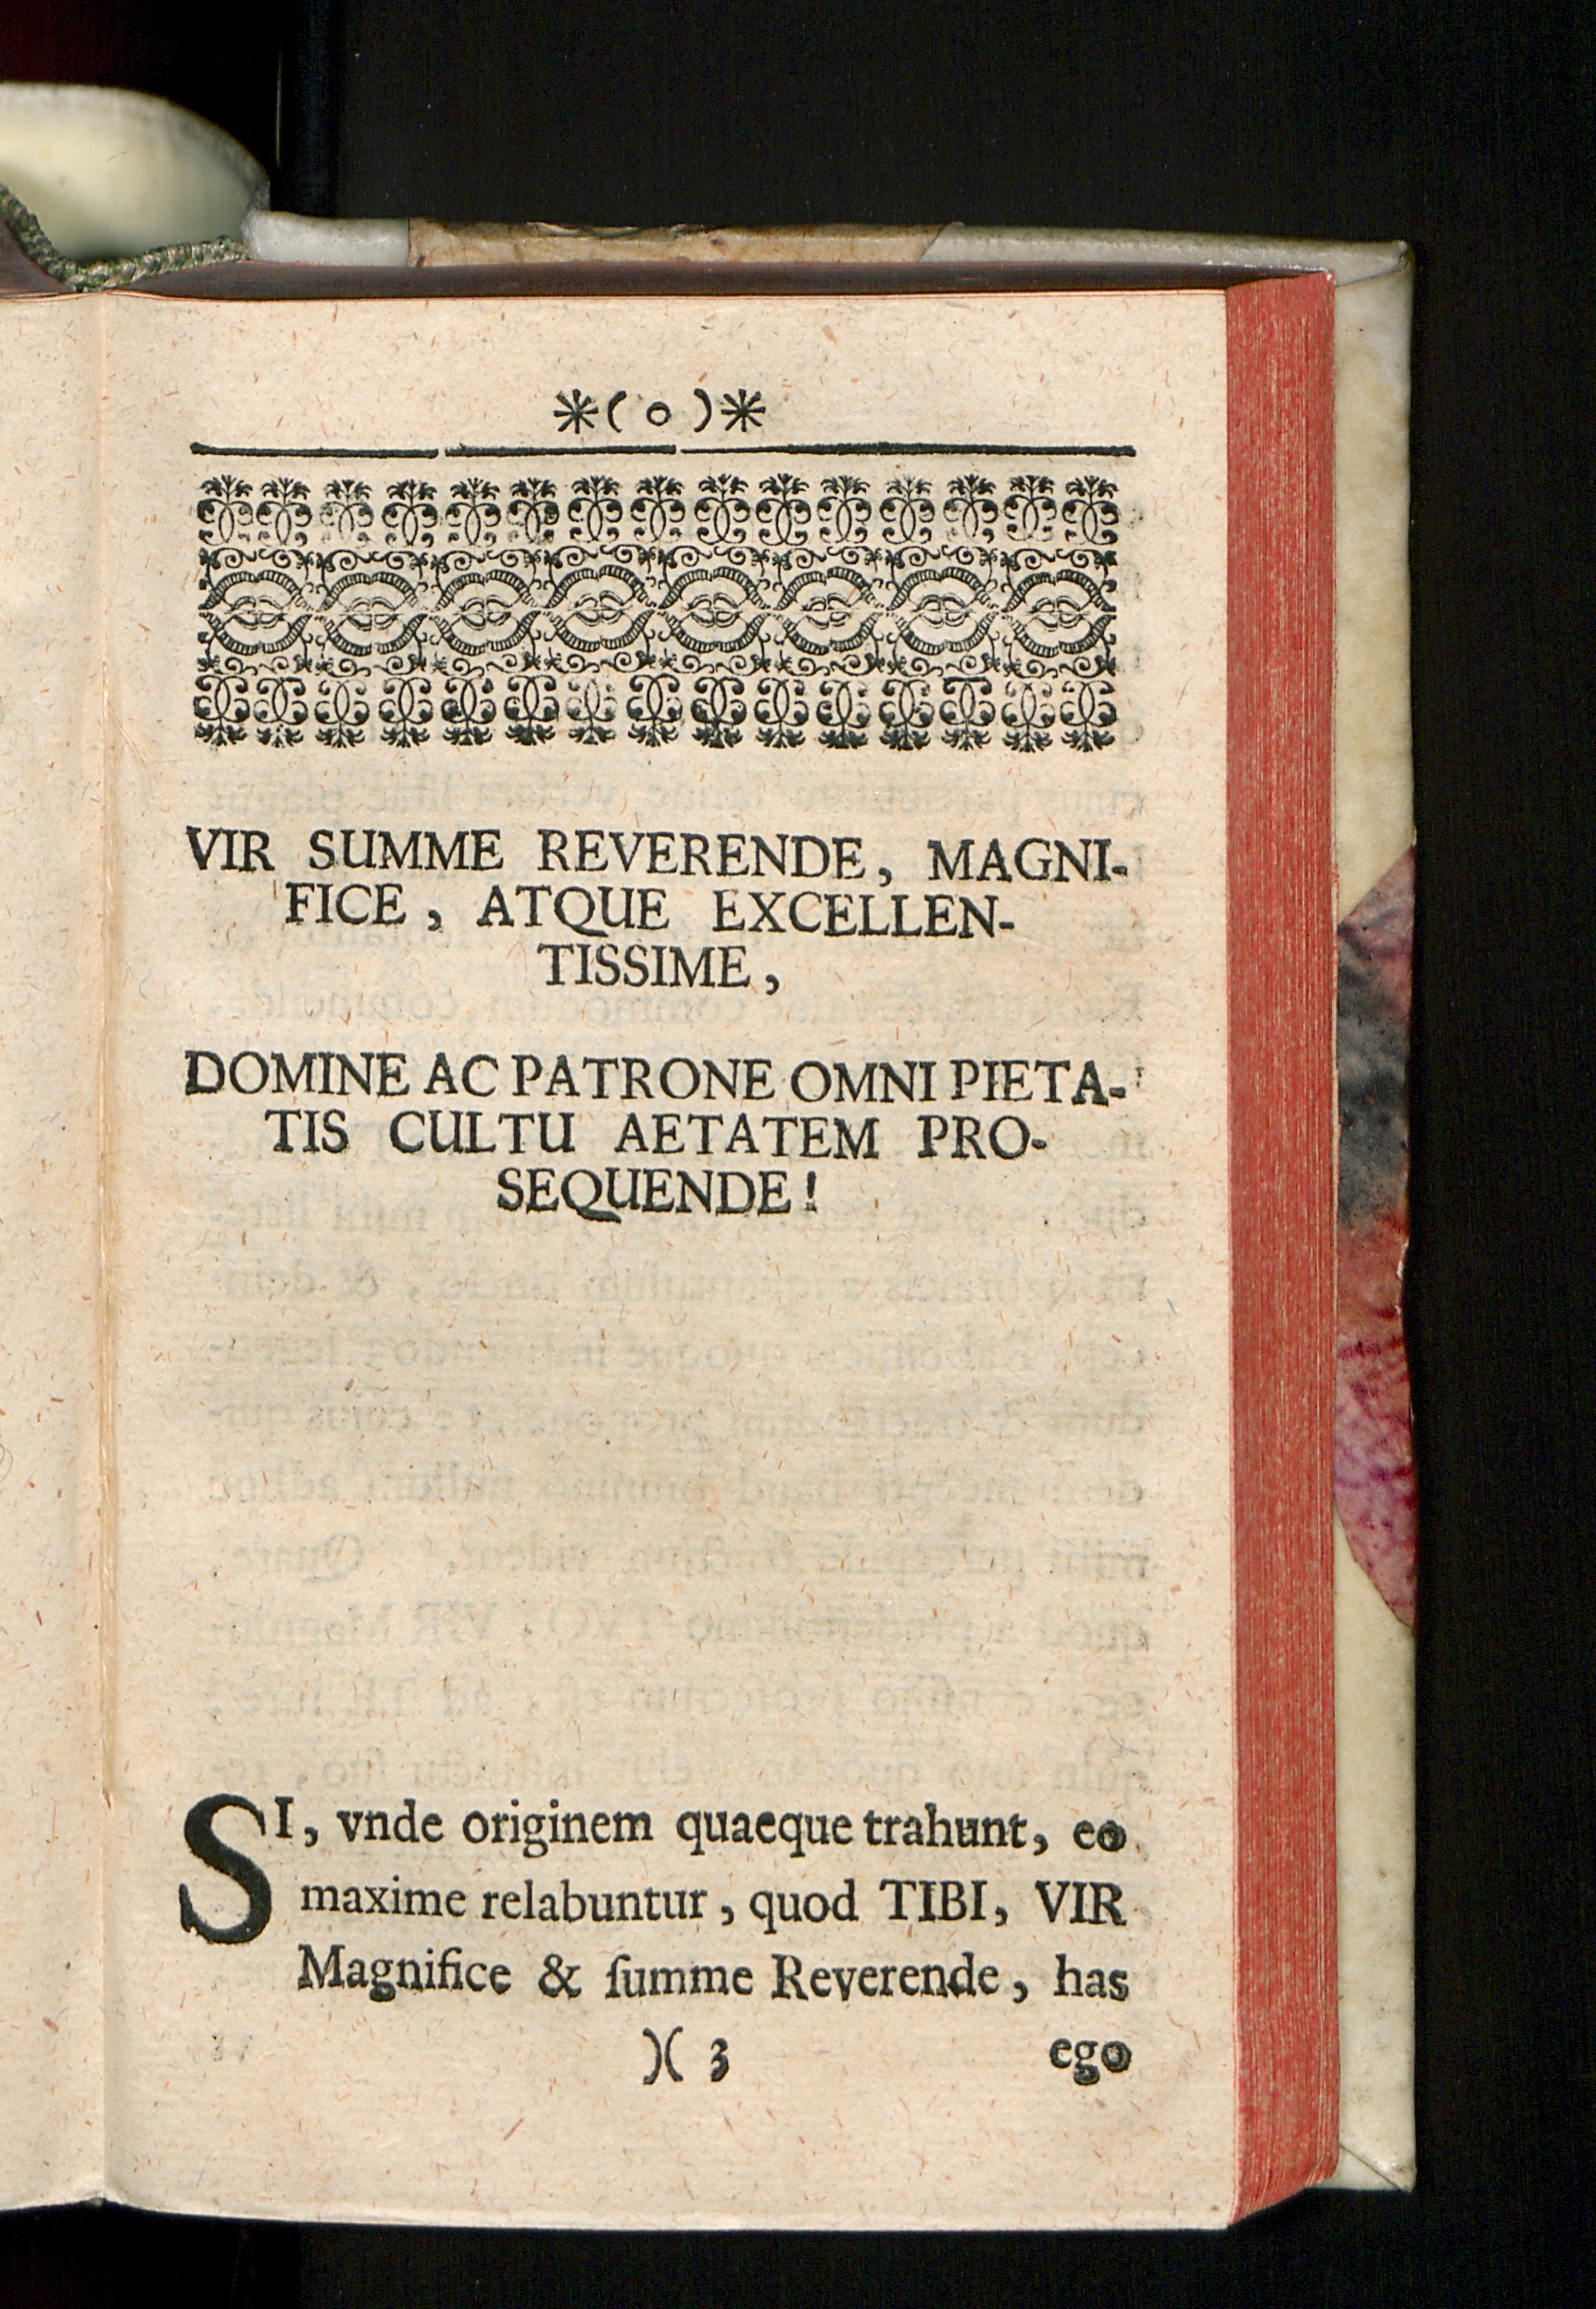 *( o )*
VIR SUMME REVERENDE, MAGNI-
FICE, ATQUE EXCELLEN-
TISSIME,
DOMINE AC PATRONE OMNI PIETA-
TIS CULTU AETATEM PRO-
SEQUENDE!
SI, vnde originem quaeque trahunt, eo
maxime relabuntur, quod TIBI, VIR
Magnifice & ſumme Reverende, has
)( 3 ego